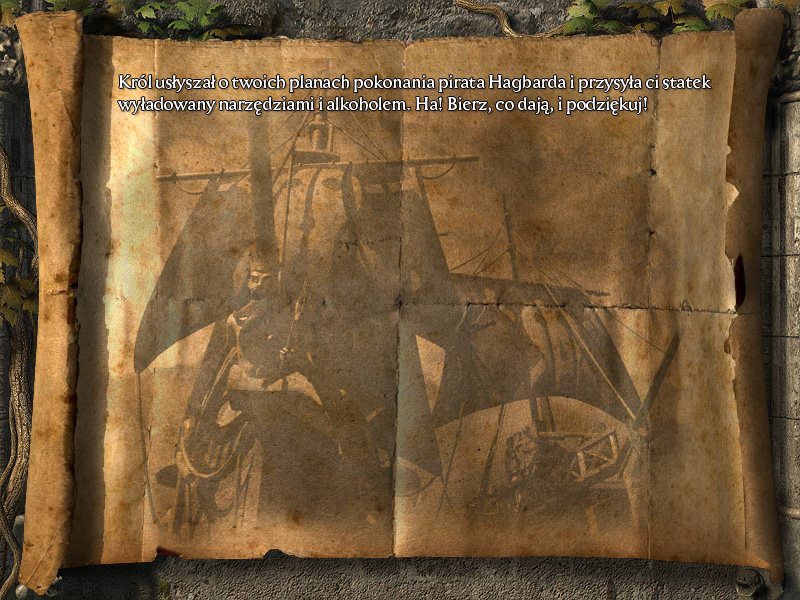 Król usłyszał o twoich planach pokonania pirata Hagbarda i przysyła ci statek
wyładowany narzędziami i alkoholem. Ha! Bierz, co dają, i podziękuj!